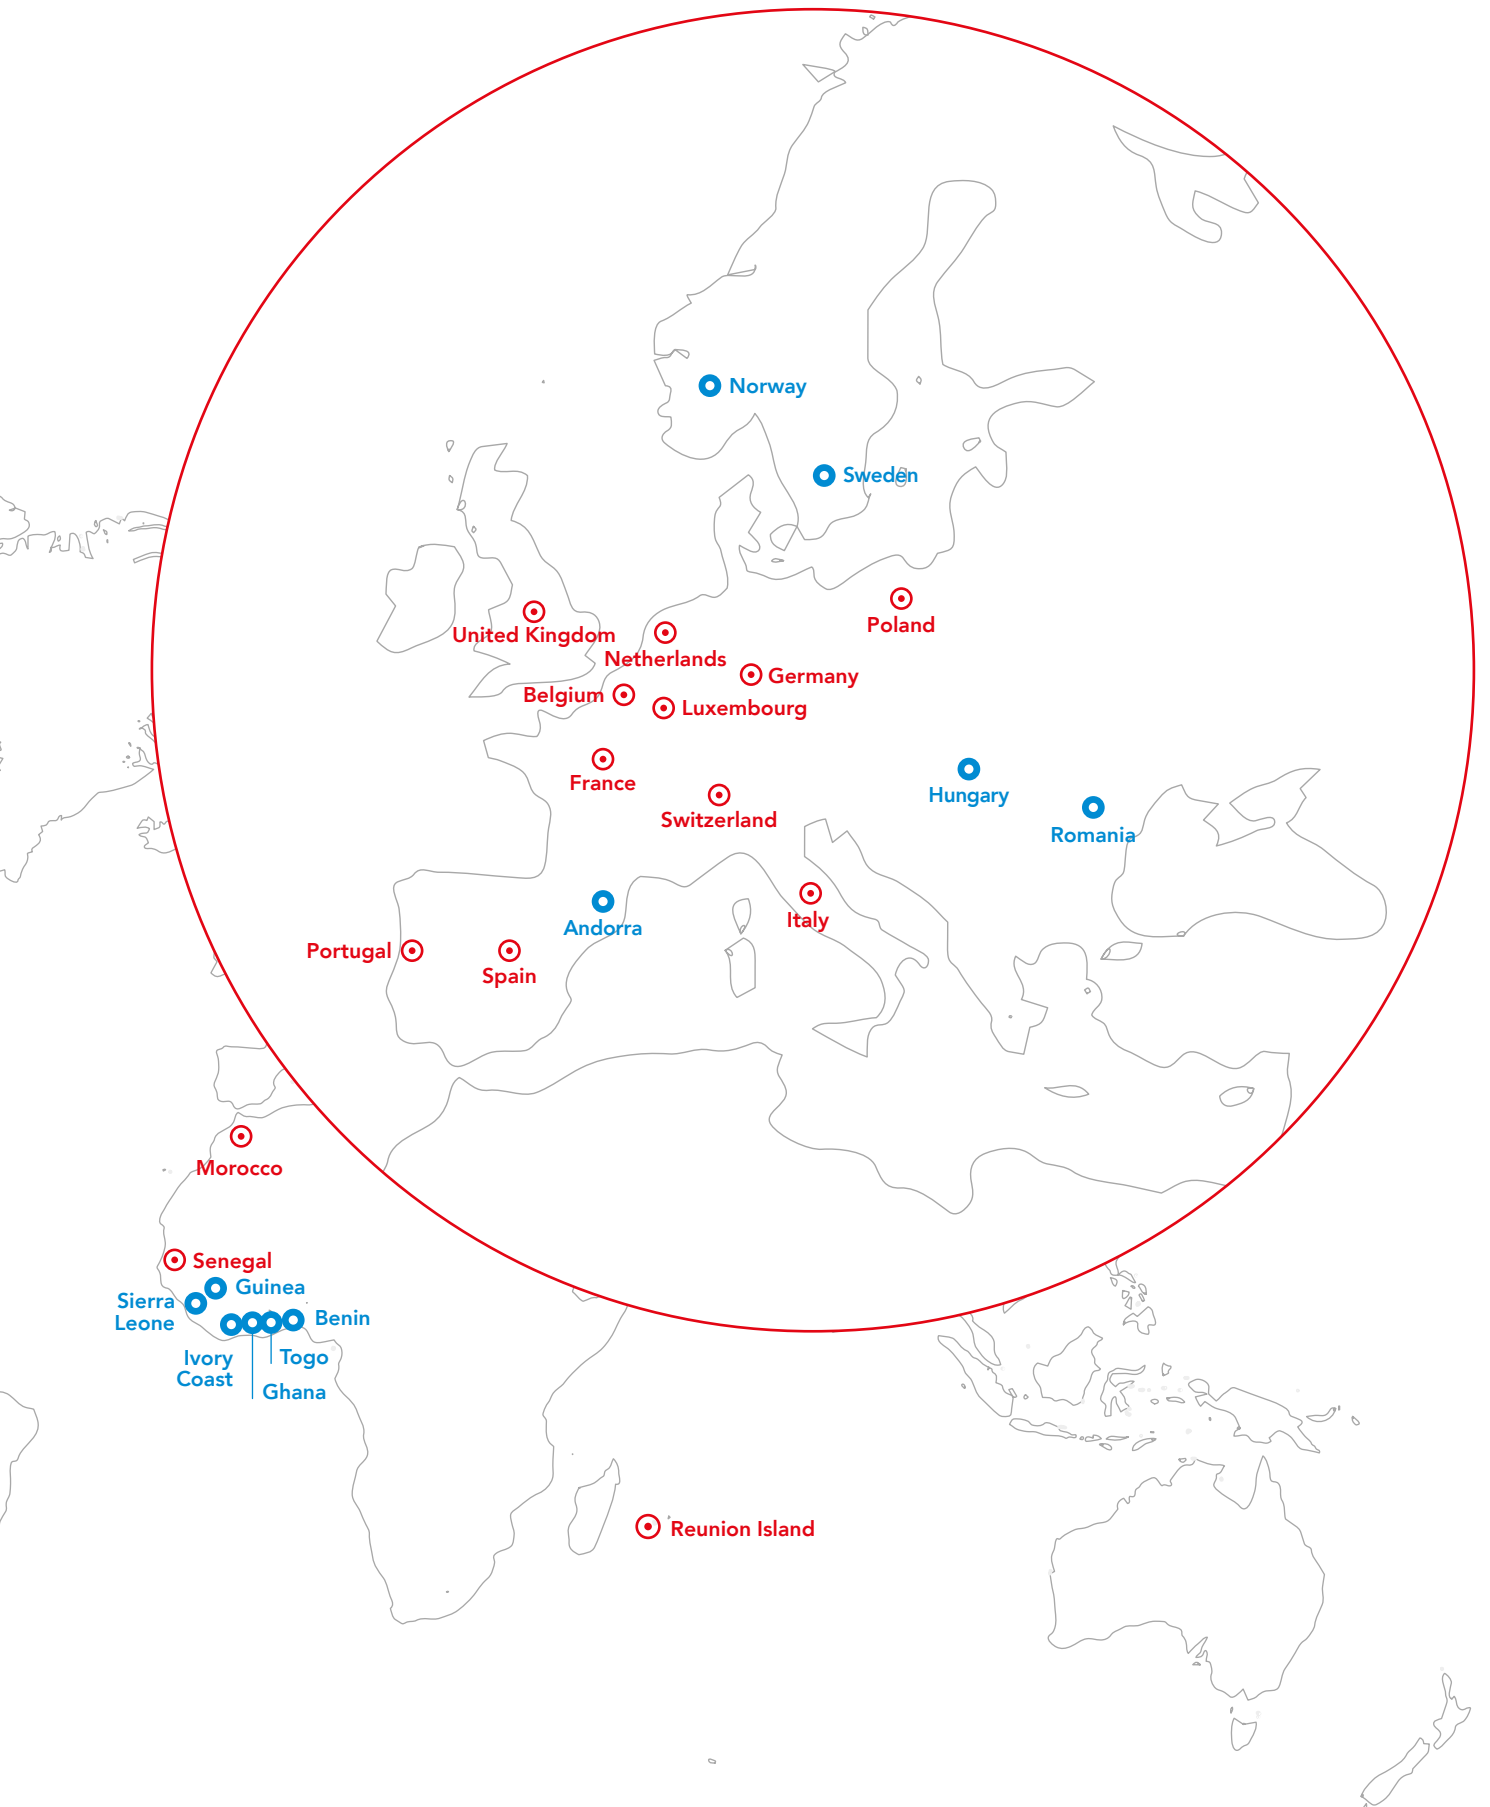 Norway
Sweden
Poland
United Kingdom
Netherlands
Germany
Belgium
Luxembourg
France
Switzerland
Hungary
Romania
Italy
Andorra
Portugal
Spain
Morocco
Senegal
Guinea
Sierra
Leone
Benin
Ivory
Coast
Togo
Ghana
Reunion Island